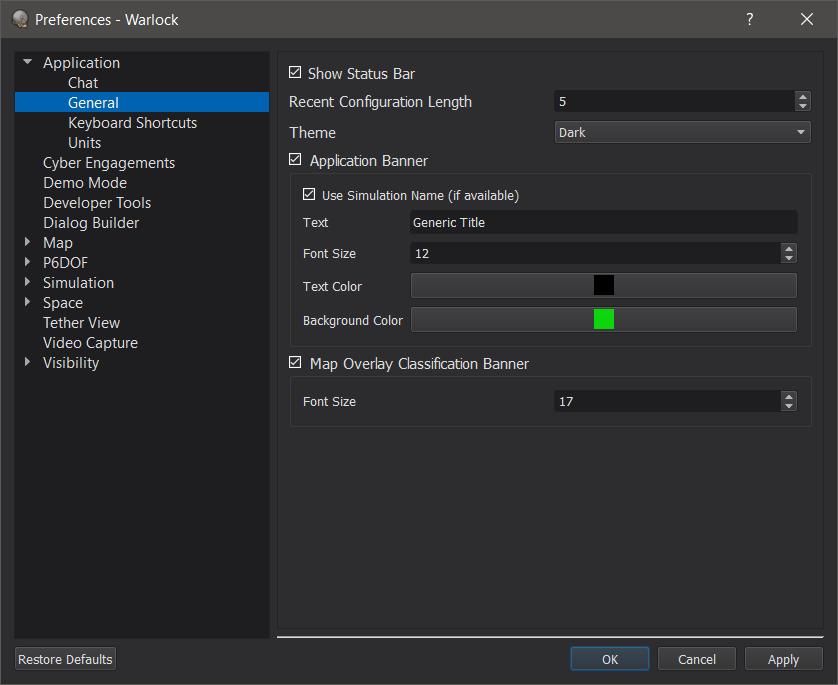 Preferences - Warlock
?
Application
Chat
General
Keyboard Shortcuts
Units
Cyber Engagements
Demo Mode
Developer Tools
Dialog Builder
Map
P6DOF
Simulation
Space
Tether View
Video Capture
Visibility
Show Status Bar
Recent Configuration Length 5
Theme Dark
Application Banner
Use Simulation Name (if available)
Text Generic Title
Font Size 12
Text Color
Background Color
Map Overlay Classification Banner
Font Size 17
Restore Defaults OK Cancel Apply